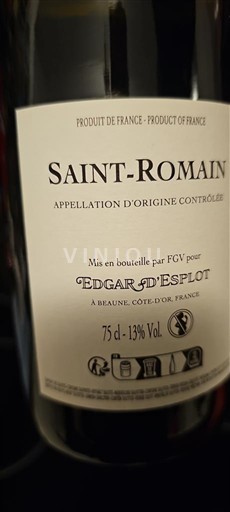 PRODUIT DE FRANCE - PRODUCT OF FRANCE
SAINT-ROMAIN
APPELLATION D'ORIGINE CONTRÔLÉE
VINIOU
Mis en bouteille par FGV pour
EDGAR D'ESPLOT
À BEAUNE, CÔTE-D'OR, FRANCE
75 cl - 13% Vol.